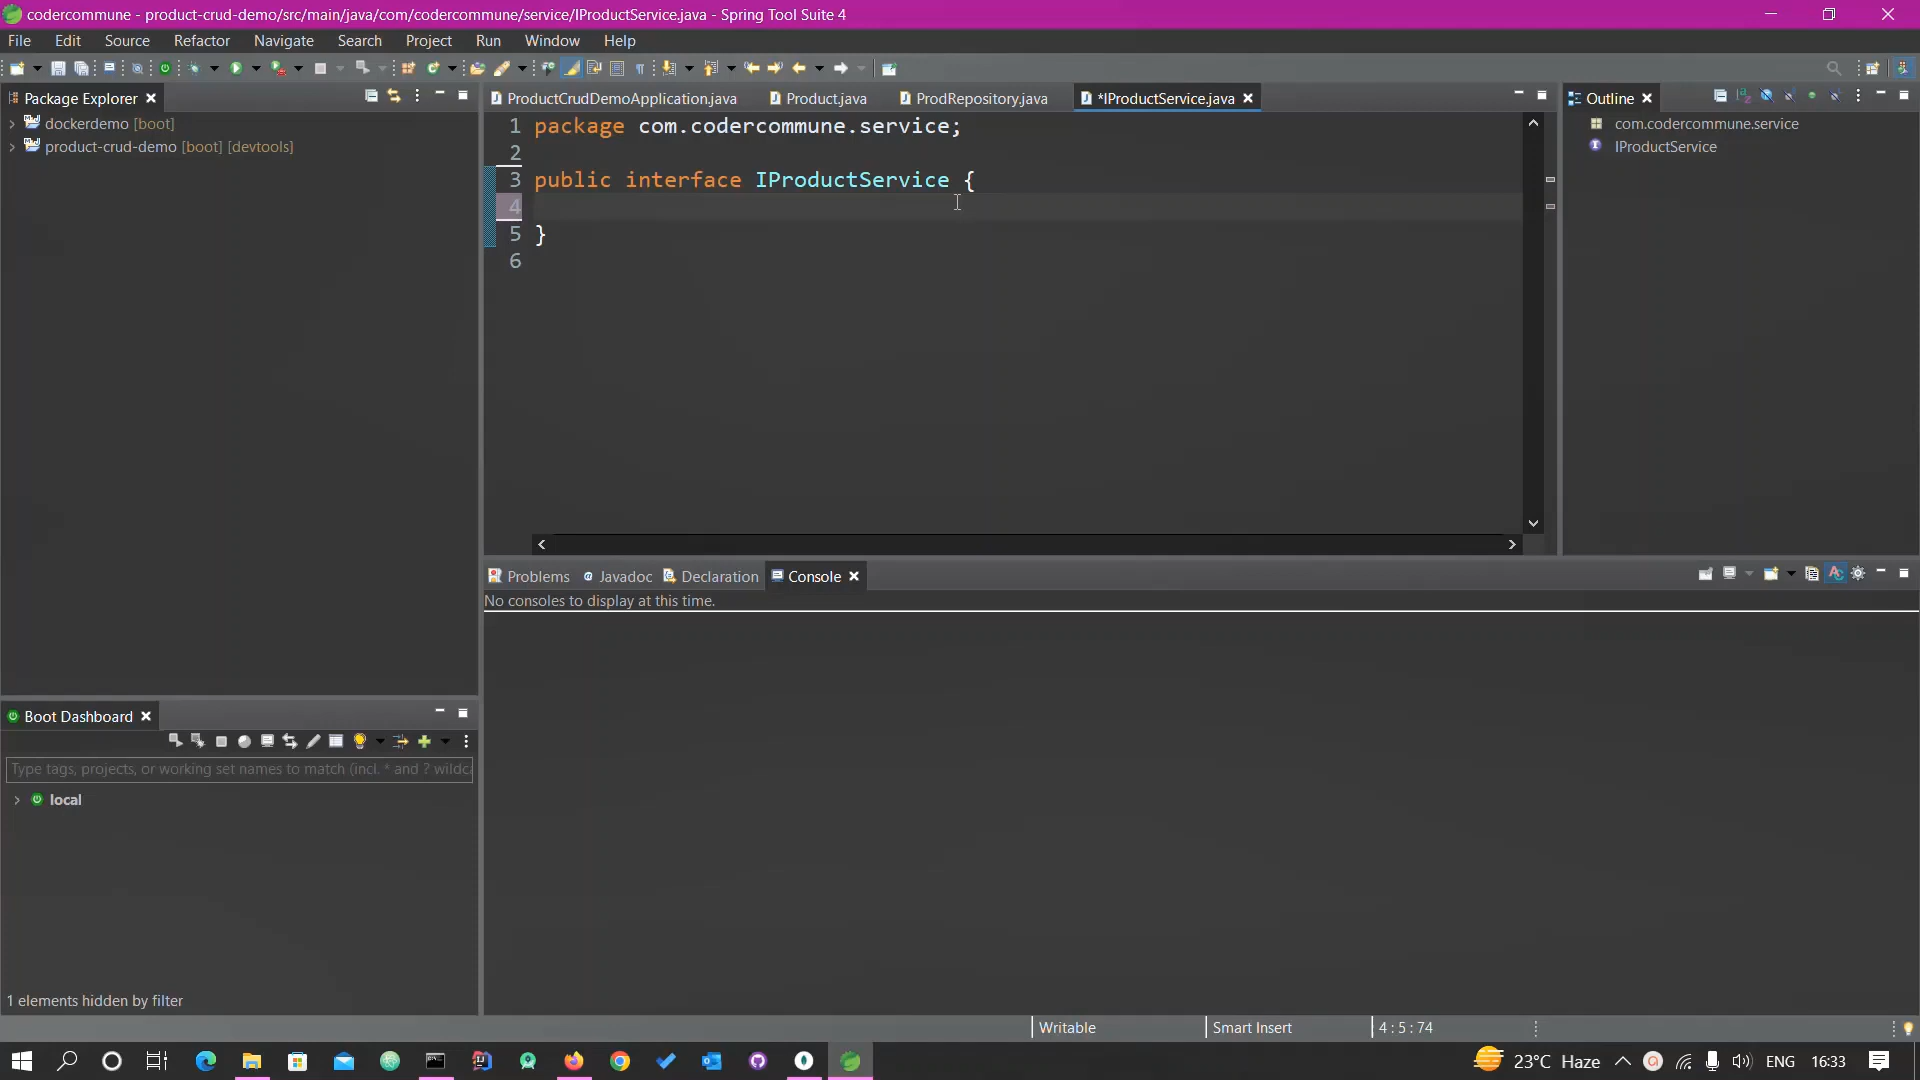 codercommune - product-crud-demo/src/main/java/com/codercommune/service/IProductService.java - Spring Tool Suite 4
File Edit Source Refactor Navigate Search Project Run Window Help
Package Explorer
dockerdemo [boot]
product-crud-demo [boot] [devtools]
ProductCrudDemoApplication.java Product.java ProdRepository.java *IProductService.java
1 package com.codercommune.service;
2
3 public interface IProductService {
4
5 }
6
Outline
com.codercommune.service
IProductService
Problems Javadoc Declaration Console
No consoles to display at this time.
Boot Dashboard
Type tags, projects, or working set names to match (incl. * and ? wildc
local
1 elements hidden by filter
Writable Smart Insert 4 : 5 : 74
23°C Haze ENG 16:33